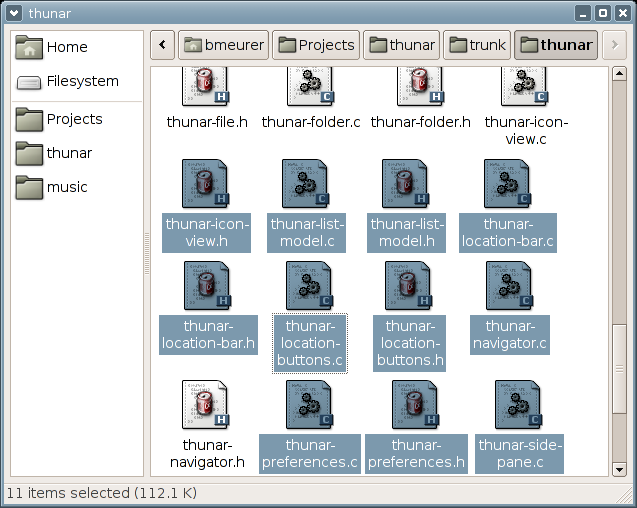 thunar
Home
Filesystem
Projects
thunar
music
bmeurer
Projects
thunar
trunk
thunar
thunar-file.h
thunar-folder.c
thunar-folder.h
thunar-icon-
view.c
thunar-icon-
view.h
thunar-list-
model.c
thunar-list-
model.h
thunar-
location-bar.c
thunar-
location-bar.h
thunar-
location-
buttons.c
thunar-
location-
buttons.h
thunar-
navigator.c
thunar-
navigator.h
thunar-
preferences.c
thunar-
preferences.h
thunar-side-
pane.c
11 items selected (112.1 K)